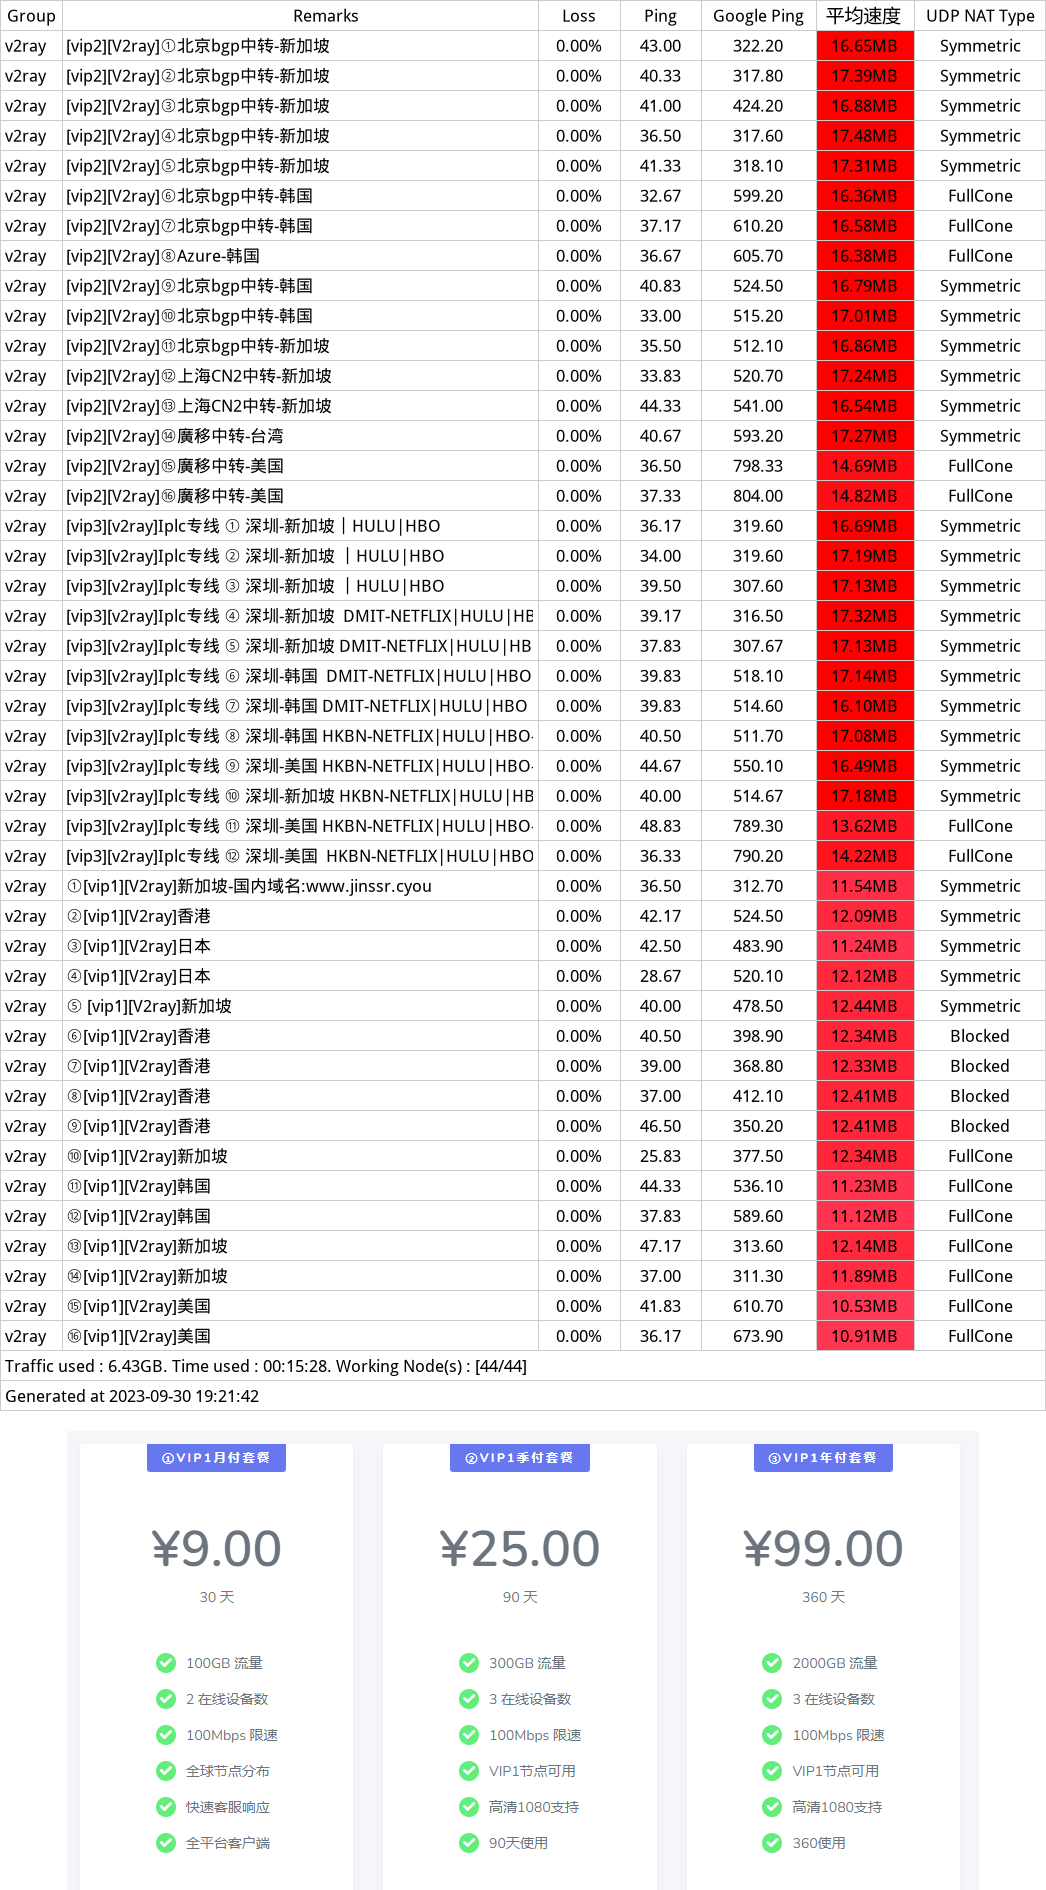 Group Remarks Loss Ping Google Ping 平均速度 UDP NAT Type
v2ray [vip2][V2ray]①北京bgp中转-新加坡 0.00% 43.00 322.20 16.65MB Symmetric
v2ray [vip2][V2ray]②北京bgp中转-新加坡 0.00% 40.33 317.80 17.39MB Symmetric
v2ray [vip2][V2ray]③北京bgp中转-新加坡 0.00% 41.00 424.20 16.88MB Symmetric
v2ray [vip2][V2ray]④北京bgp中转-新加坡 0.00% 36.50 317.60 17.48MB Symmetric
v2ray [vip2][V2ray]⑤北京bgp中转-新加坡 0.00% 41.33 318.10 17.31MB Symmetric
v2ray [vip2][V2ray]⑥北京bgp中转-韩国 0.00% 32.67 599.20 16.36MB FullCone
v2ray [vip2][V2ray]⑦北京bgp中转-韩国 0.00% 37.17 610.20 16.58MB FullCone
v2ray [vip2][V2ray]⑧Azure-韩国 0.00% 36.67 605.70 16.38MB FullCone
v2ray [vip2][V2ray]⑨北京bgp中转-韩国 0.00% 40.83 524.50 16.79MB Symmetric
v2ray [vip2][V2ray]⑩北京bgp中转-韩国 0.00% 33.00 515.20 17.01MB Symmetric
v2ray [vip2][V2ray]⑪北京bgp中转-新加坡 0.00% 35.50 512.10 16.86MB Symmetric
v2ray [vip2][V2ray]⑫上海CN2中转-新加坡 0.00% 33.83 520.70 17.24MB Symmetric
v2ray [vip2][V2ray]⑬上海CN2中转-新加坡 0.00% 44.33 541.00 16.54MB Symmetric
v2ray [vip2][V2ray]⑭廣移中转-台湾 0.00% 40.67 593.20 17.27MB Symmetric
v2ray [vip2][V2ray]⑮廣移中转-美国 0.00% 36.50 798.33 14.69MB FullCone
v2ray [vip2][V2ray]⑯廣移中转-美国 0.00% 37.33 804.00 14.82MB FullCone
v2ray [vip3][v2ray]Iplc专线 ① 深圳-新加坡 | HULU|HBO 0.00% 36.17 319.60 16.69MB Symmetric
v2ray [vip3][v2ray]Iplc专线 ② 深圳-新加坡 | HULU|HBO 0.00% 34.00 319.60 17.19MB Symmetric
v2ray [vip3][v2ray]Iplc专线 ③ 深圳-新加坡 | HULU|HBO 0.00% 39.50 307.60 17.13MB Symmetric
v2ray [vip3][v2ray]Iplc专线 ④ 深圳-新加坡 DMIT-NETFLIX|HULU|HB 0.00% 39.17 316.50 17.32MB Symmetric
v2ray [vip3][v2ray]Iplc专线 ⑤ 深圳-新加坡 DMIT-NETFLIX|HULU|HB 0.00% 37.83 307.67 17.13MB Symmetric
v2ray [vip3][v2ray]Iplc专线 ⑥ 深圳-韩国 DMIT-NETFLIX|HULU|HBO 0.00% 39.83 518.10 17.14MB Symmetric
v2ray [vip3][v2ray]Iplc专线 ⑦ 深圳-韩国 DMIT-NETFLIX|HULU|HBO 0.00% 39.83 514.60 16.10MB Symmetric
v2ray [vip3][v2ray]Iplc专线 ⑧ 深圳-韩国 HKBN-NETFLIX|HULU|HBO- 0.00% 40.50 511.70 17.08MB Symmetric
v2ray [vip3][v2ray]Iplc专线 ⑨ 深圳-美国 HKBN-NETFLIX|HULU|HBO- 0.00% 44.67 550.10 16.49MB Symmetric
v2ray [vip3][v2ray]Iplc专线 ⑩ 深圳-新加坡 HKBN-NETFLIX|HULU|HB 0.00% 40.00 514.67 17.18MB Symmetric
v2ray [vip3][v2ray]Iplc专线 ⑪ 深圳-美国 HKBN-NETFLIX|HULU|HBO- 0.00% 48.83 789.30 13.62MB FullCone
v2ray [vip3][v2ray]Iplc专线 ⑫ 深圳-美国 HKBN-NETFLIX|HULU|HBO 0.00% 36.33 790.20 14.22MB FullCone
v2ray ①[vip1][V2ray]新加坡-国内域名:www.jinssr.cyou 0.00% 36.50 312.70 11.54MB Symmetric
v2ray ②[vip1][V2ray]香港 0.00% 42.17 524.50 12.09MB Symmetric
v2ray ③[vip1][V2ray]日本 0.00% 42.50 483.90 11.24MB Symmetric
v2ray ④[vip1][V2ray]日本 0.00% 28.67 520.10 12.12MB Symmetric
v2ray ⑤ [vip1][V2ray]新加坡 0.00% 40.00 478.50 12.44MB Symmetric
v2ray ⑥[vip1][V2ray]香港 0.00% 40.50 398.90 12.34MB Blocked
v2ray ⑦[vip1][V2ray]香港 0.00% 39.00 368.80 12.33MB Blocked
v2ray ⑧[vip1][V2ray]香港 0.00% 37.00 412.10 12.41MB Blocked
v2ray ⑨[vip1][V2ray]香港 0.00% 46.50 350.20 12.41MB Blocked
v2ray ⑩[vip1][V2ray]新加坡 0.00% 25.83 377.50 12.34MB FullCone
v2ray ⑪[vip1][V2ray]韩国 0.00% 44.33 536.10 11.23MB FullCone
v2ray ⑫[vip1][V2ray]韩国 0.00% 37.83 589.60 11.12MB FullCone
v2ray ⑬[vip1][V2ray]新加坡 0.00% 47.17 313.60 12.14MB FullCone
v2ray ⑭[vip1][V2ray]新加坡 0.00% 37.00 311.30 11.89MB FullCone
v2ray ⑮[vip1][V2ray]美国 0.00% 41.83 610.70 10.53MB FullCone
v2ray ⑯[vip1][V2ray]美国 0.00% 36.17 673.90 10.91MB FullCone
Traffic used : 6.43GB. Time used : 00:15:28. Working Node(s) : [44/44]
Generated at 2023-09-30 19:21:42
①VIP1月付套餐
¥9.00
30 天
100GB 流量
2 在线设备数
100Mbps 限速
全球节点分布
快速客服响应
全平台客户端
②VIP1季付套餐
¥25.00
90 天
300GB 流量
3 在线设备数
100Mbps 限速
VIP1节点可用
高清1080支持
90天使用
③VIP1年付套餐
¥99.00
360 天
2000GB 流量
3 在线设备数
100Mbps 限速
VIP1节点可用
高清1080支持
360使用